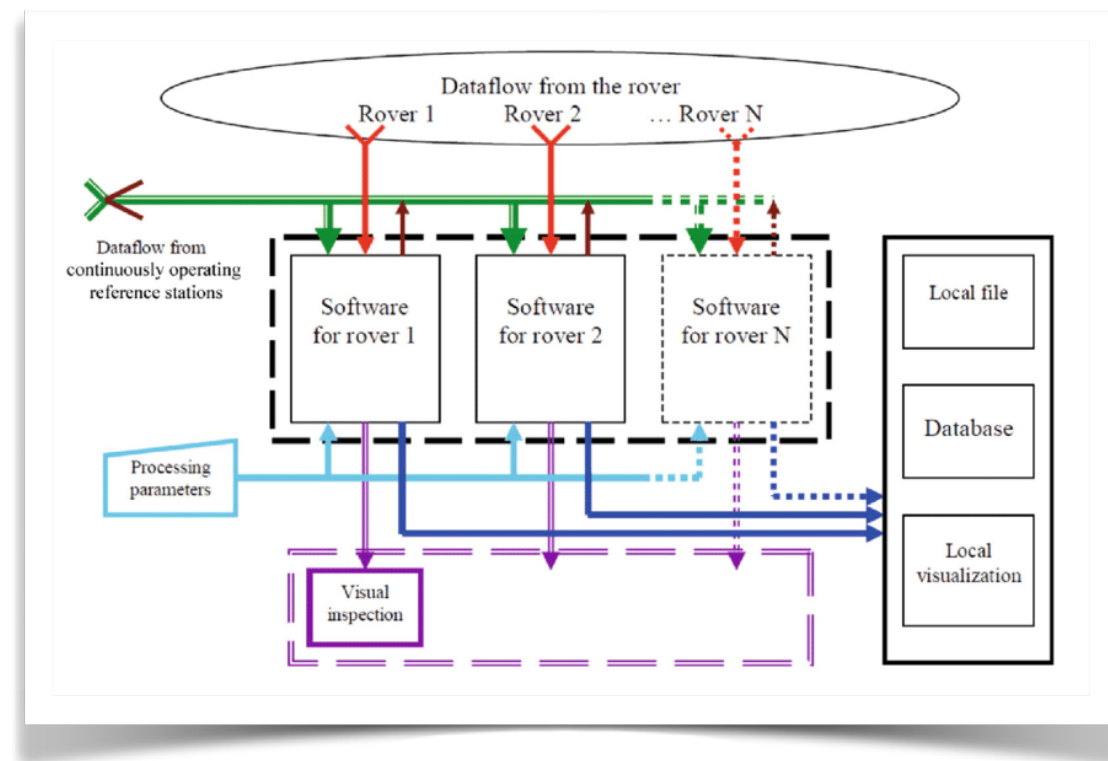 Dataflow from the rover
Rover 1 Rover 2 ... Rover N
Dataflow from
continuously operating
reference stations
Software
for rover 1
Software
for rover 2
Software
for rover N
Local file
Database
Local
visualization
Processing
parameters
Visual
inspection